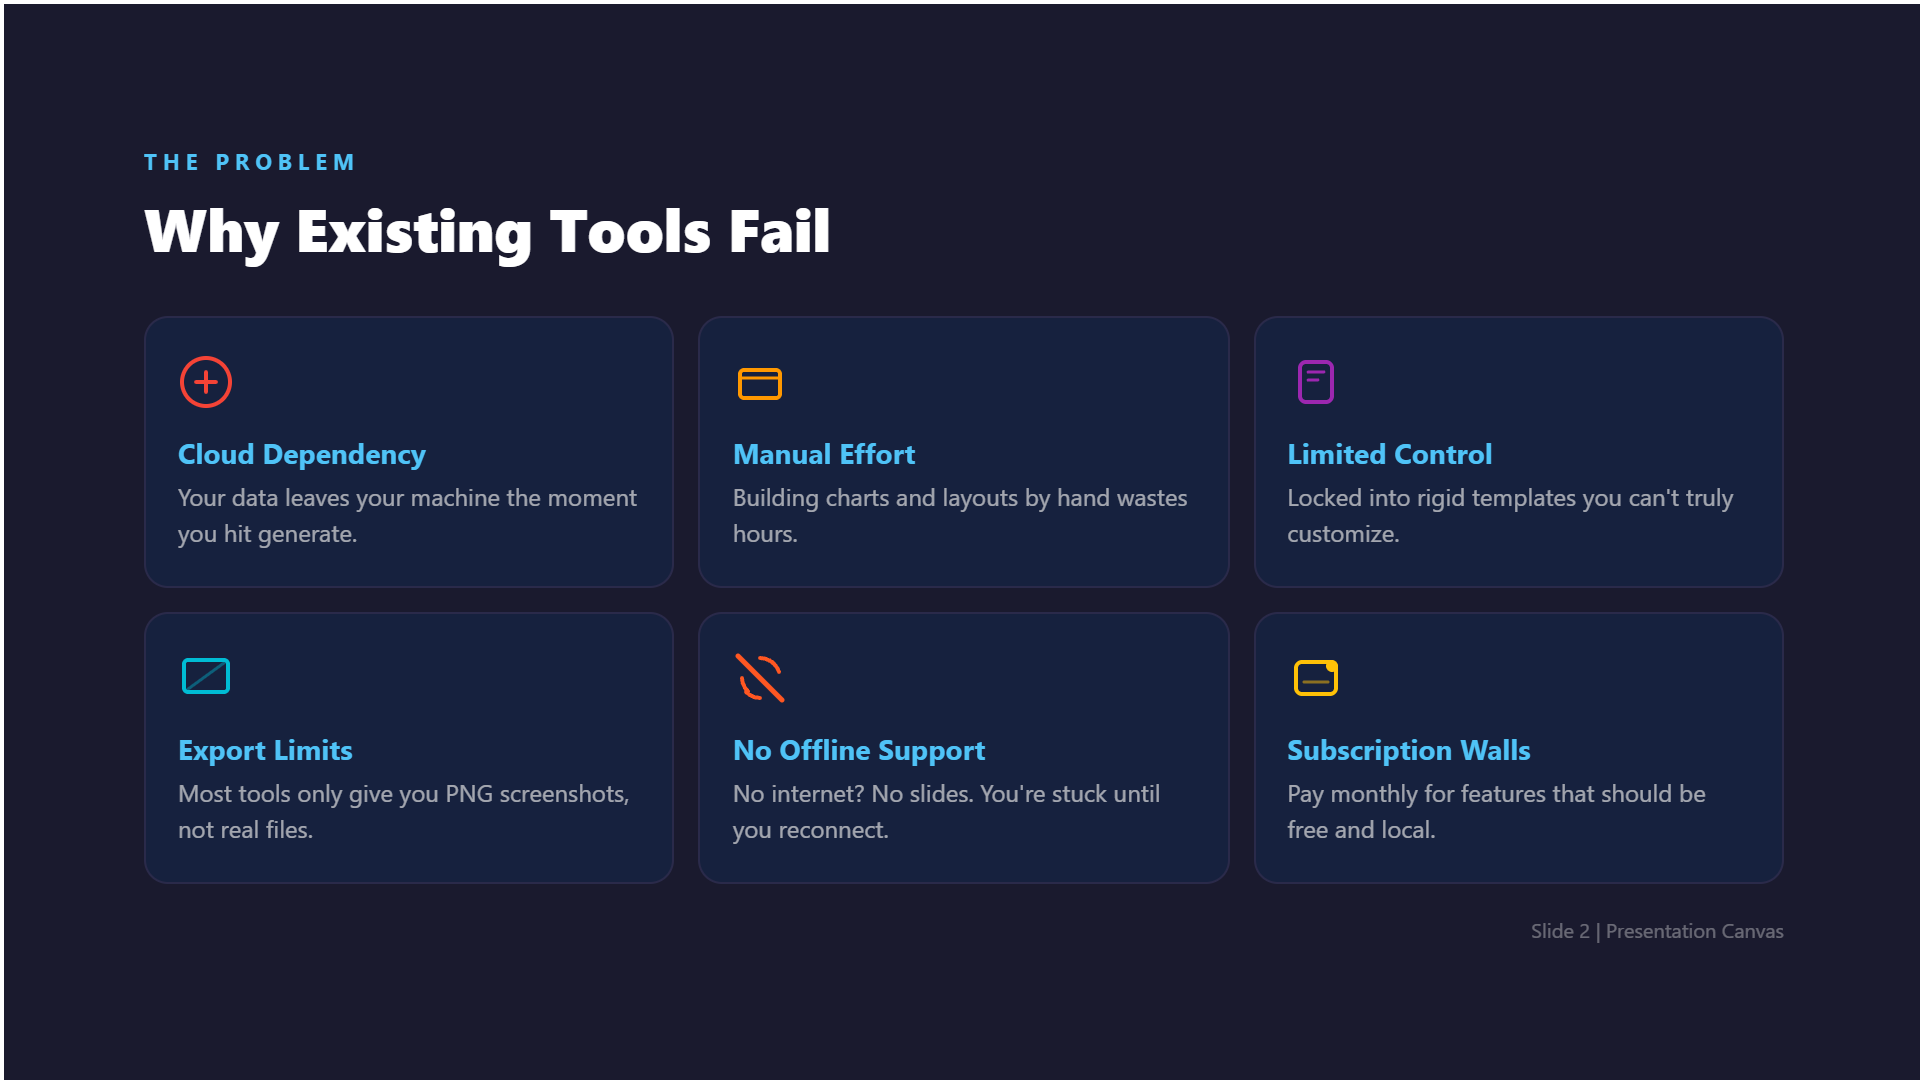 THE PROBLEM
Why Existing Tools Fail
Cloud Dependency
Your data leaves your machine the moment
you hit generate.
Manual Effort
Building charts and layouts by hand wastes
hours.
Limited Control
Locked into rigid templates you can't truly
customize.
Export Limits
Most tools only give you PNG screenshots,
not real files.
No Offline Support
No internet? No slides. You're stuck until
you reconnect.
Subscription Walls
Pay monthly for features that should be
free and local.
Slide 2 | Presentation Canvas